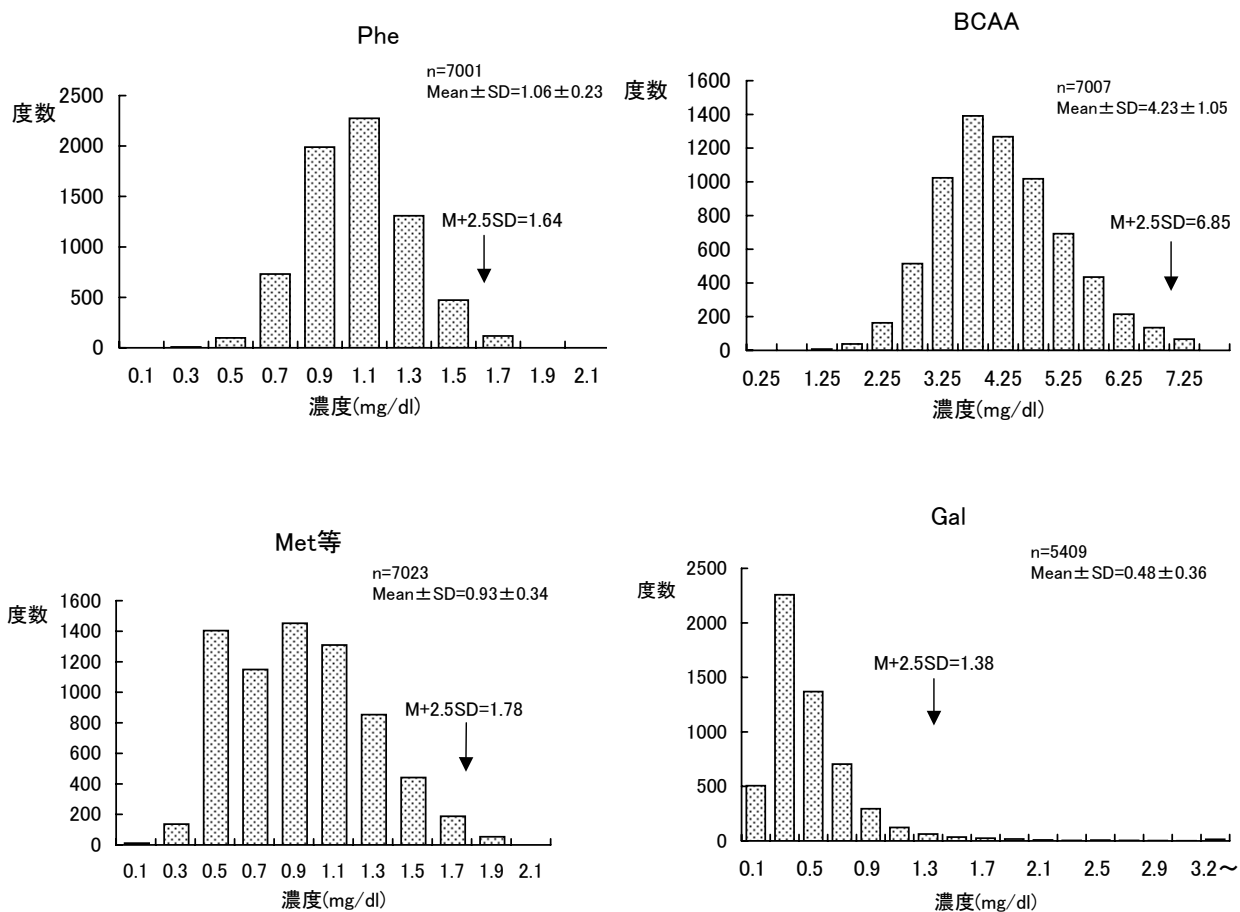 Phe
n=7001
Mean±SD=1.06±0.23
度数
2500
2000
1500
1000
500
0
M+2.5SD=1.64
0.1 0.3 0.5 0.7 0.9 1.1 1.3 1.5 1.7 1.9 2.1
濃度(mg/dl)
BCAA
n=7007
Mean±SD=4.23±1.05
度数
1600
1400
1200
1000
800
600
400
200
0
M+2.5SD=6.85
0.25 1.25 2.25 3.25 4.25 5.25 6.25 7.25
濃度(mg/dl)
Met等
n=7023
Mean±SD=0.93±0.34
度数
1600
1400
1200
1000
800
600
400
200
0
M+2.5SD=1.78
0.1 0.3 0.5 0.7 0.9 1.1 1.3 1.5 1.7 1.9 2.1
濃度(mg/dl)
Gal
n=5409
Mean±SD=0.48±0.36
度数
2500
2000
1500
1000
500
0
M+2.5SD=1.38
0.1 0.5 0.9 1.3 1.7 2.1 2.5 2.9 3.2～
濃度(mg/dl)